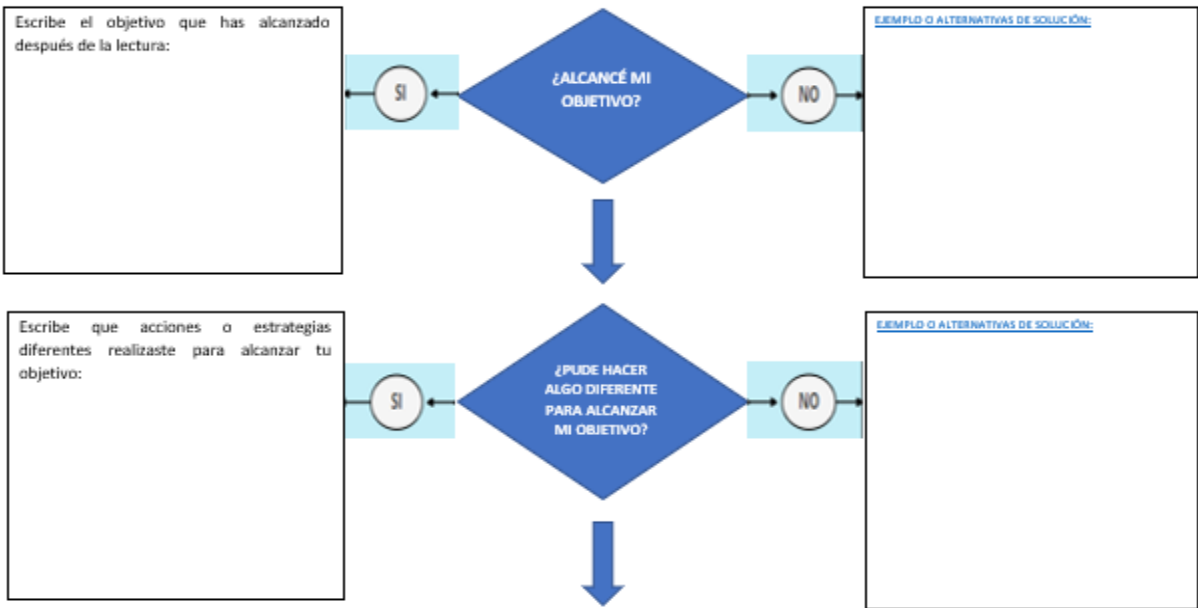 Escribe el objetivo que has alcanzado
después de la lectura:
SI
¿ALCANCÉ MI
OBJETIVO?
NO
EJEMPLO O ALTERNATIVAS DE SOLUCIÓN:
Escribe que acciones o estrategias
diferentes realizaste para alcanzar tu
objetivo:
SI
¿PUDE HACER
ALGO DIFERENTE
PARA ALCANZAR
MI OBJETIVO?
NO
EJEMPLO O ALTERNATIVAS DE SOLUCIÓN: